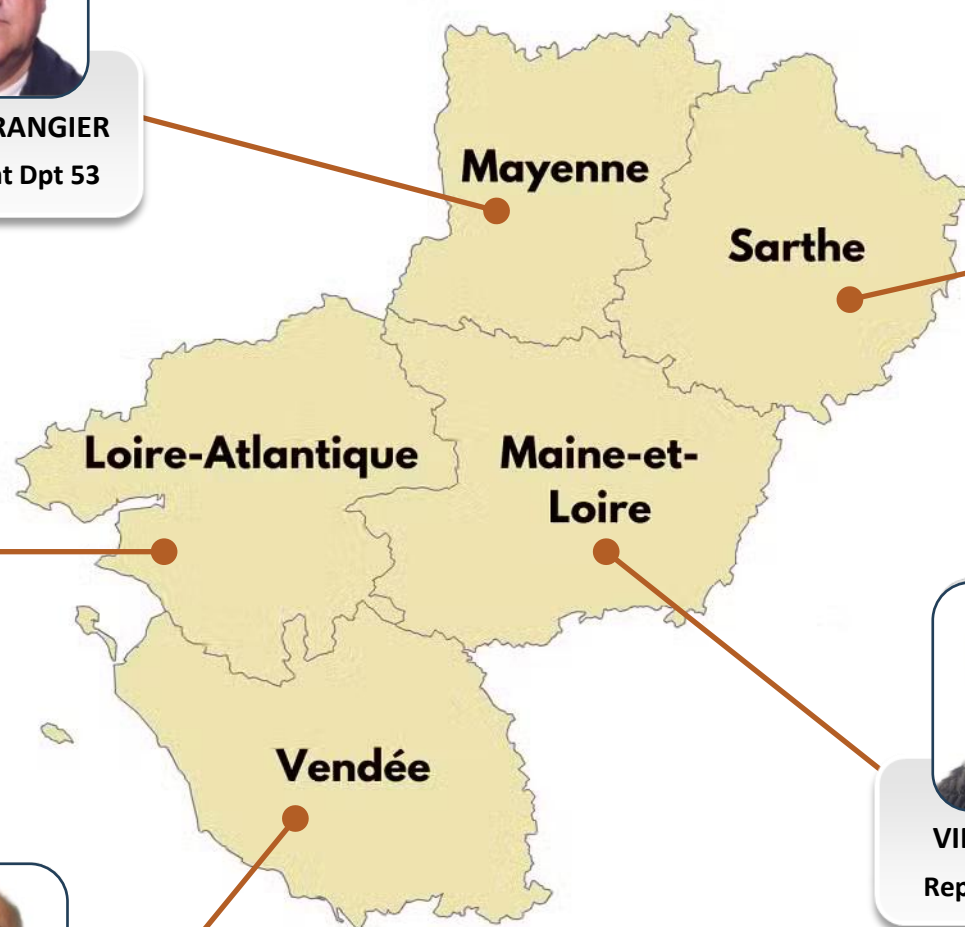 RANGIER
t Dpt 53
Mayenne
Sarthe
Loire-Atlantique
Maine-et-
Loire
Vendée
VI
Rep